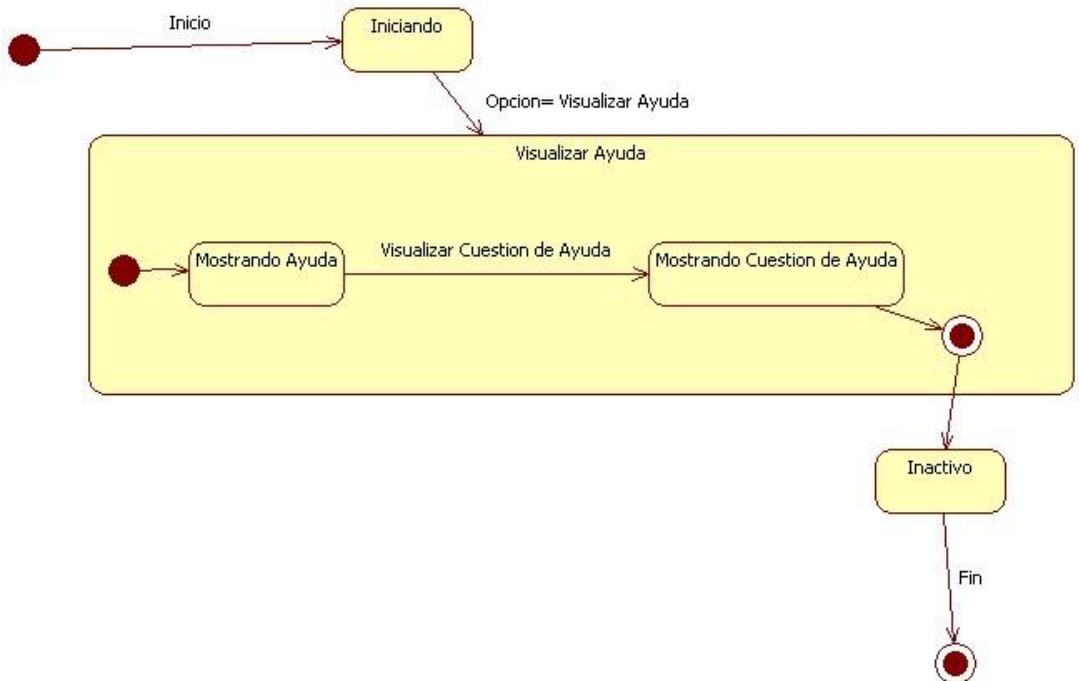 Inicio
Iniciando
Opcion= Visualizar Ayuda
Visualizar Ayuda
Mostrando Ayuda
Visualizar Cuestion de Ayuda
Mostrando Cuestion de Ayuda
Inactivo
Fin